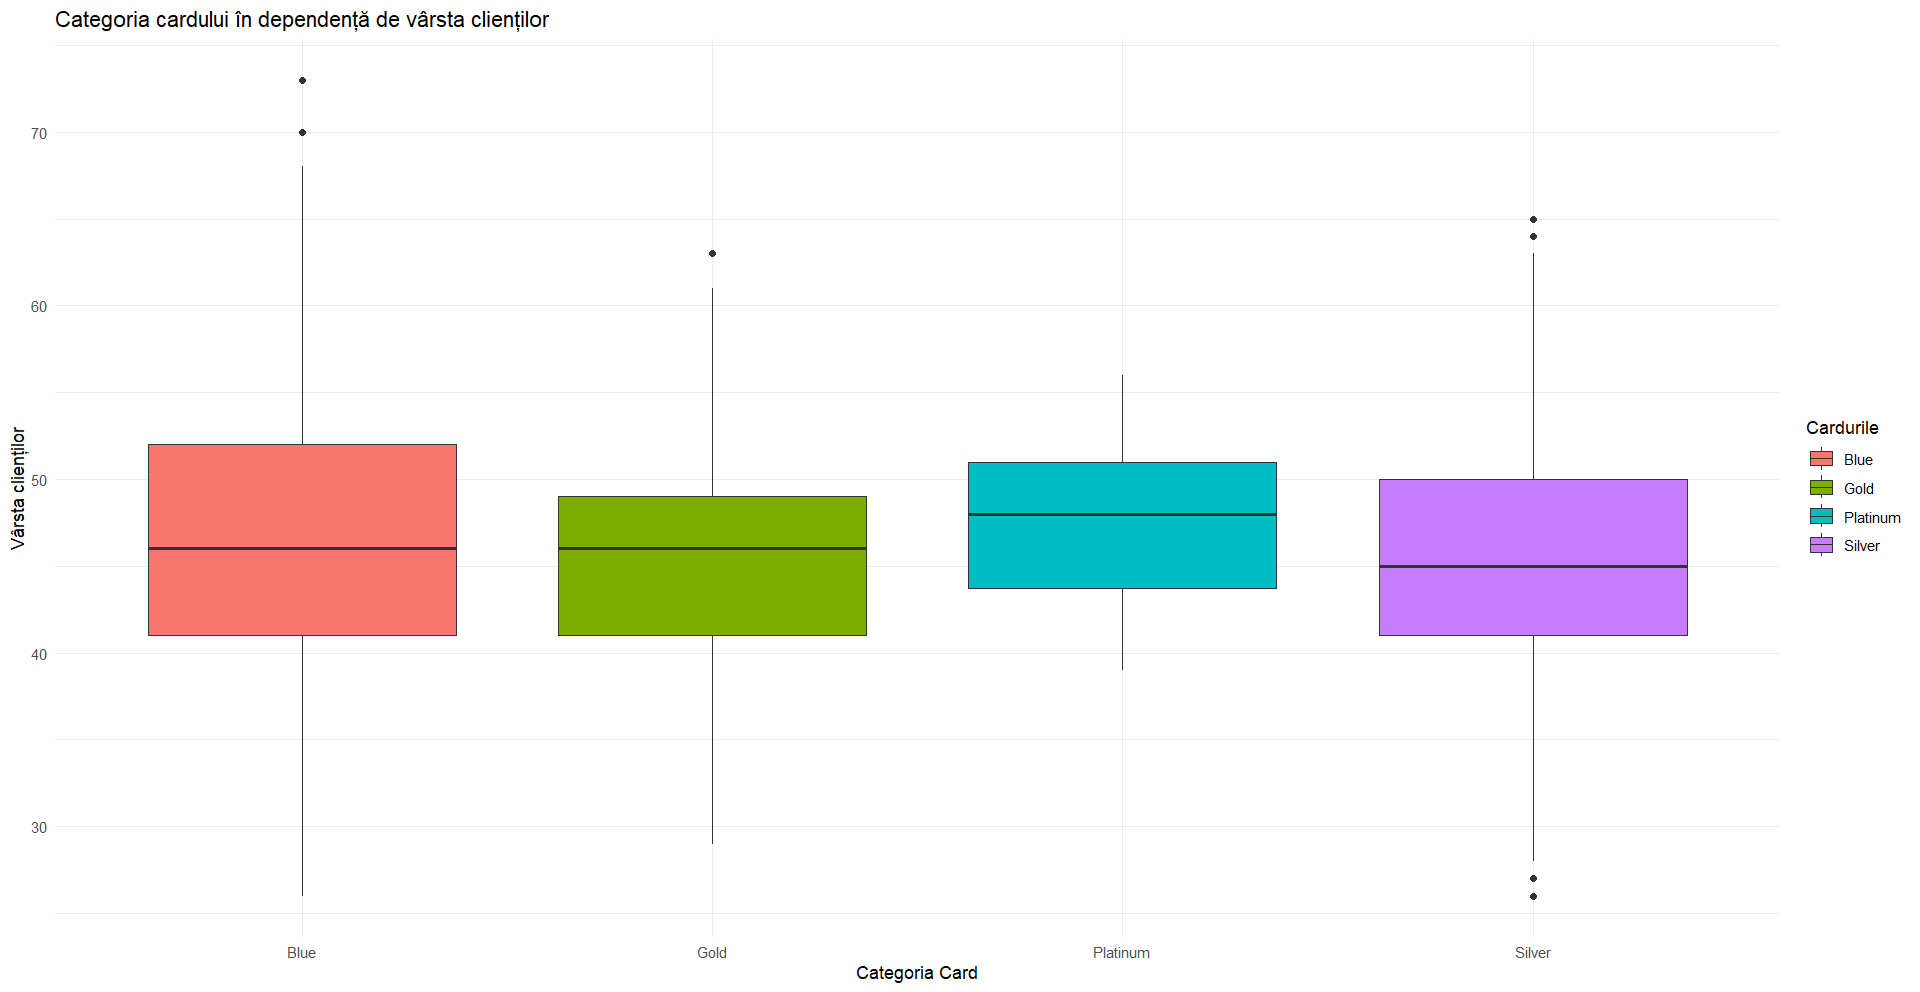 Categoria cardului în dependență de vârsta clienților
Vârsta clienților
70
60
50
40
30
Blue
Gold
Platinum
Silver
Categoria Card
Cardurile
Blue
Gold
Platinum
Silver